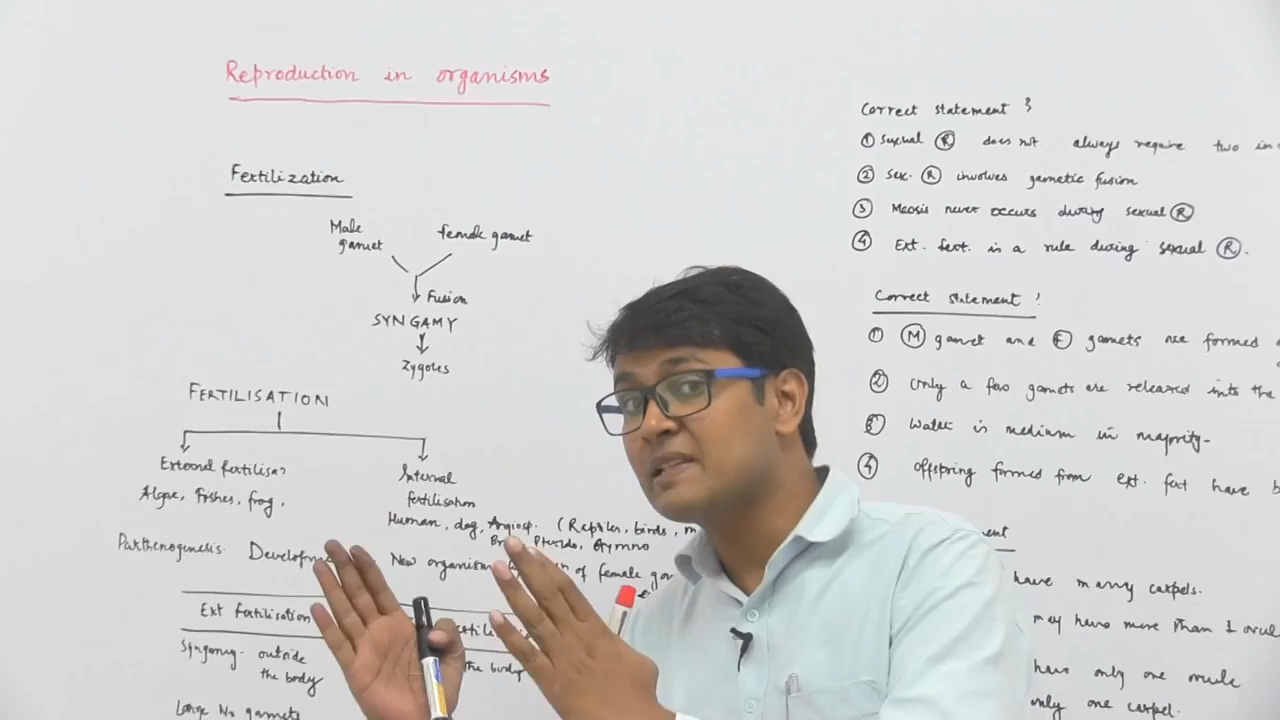 Reproduction in organisms
Fertilization
Male gamet
female gamet
Fusion
SYNGAMY
Zygotes
FERTILISATION
External fertilisa
Algae, Fishes, frog,
Internal fertilisation
Human, dog, Angiosp. (Reptiles, birds, m
Pterido, Gymno
Parthenogenesis. Developme
New organisms of female
Ext fertilisation
Syngamy - outside
the body
the body
Large No gamets
Correct statement ?
① Sexual Ⓡ does not always require two in
② Sex. Ⓡ involves gametic fusion
③ Meosis never occurs during sexual Ⓡ
④ Ext. fert. is a rule during sexual Ⓡ.
Correct statement !
① Ⓜ gamet and Ⓕ gamets are formed
② Only a few gamets are released into the
③ Water is medium in majority-
④ offspring formed from ext. fert have
ment
have many carpels.
may have more than 1 ovul
have only one ovule
only one carpel.